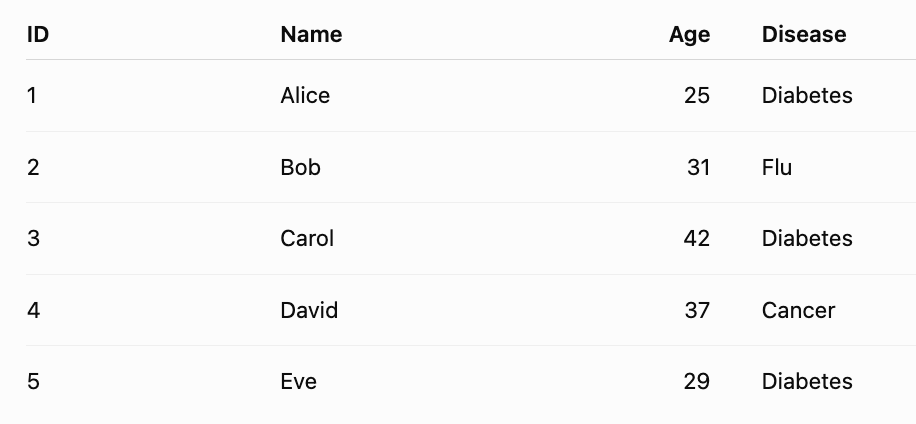 ID Name Age Disease
1 Alice 25 Diabetes
2 Bob 31 Flu
3 Carol 42 Diabetes
4 David 37 Cancer
5 Eve 29 Diabetes